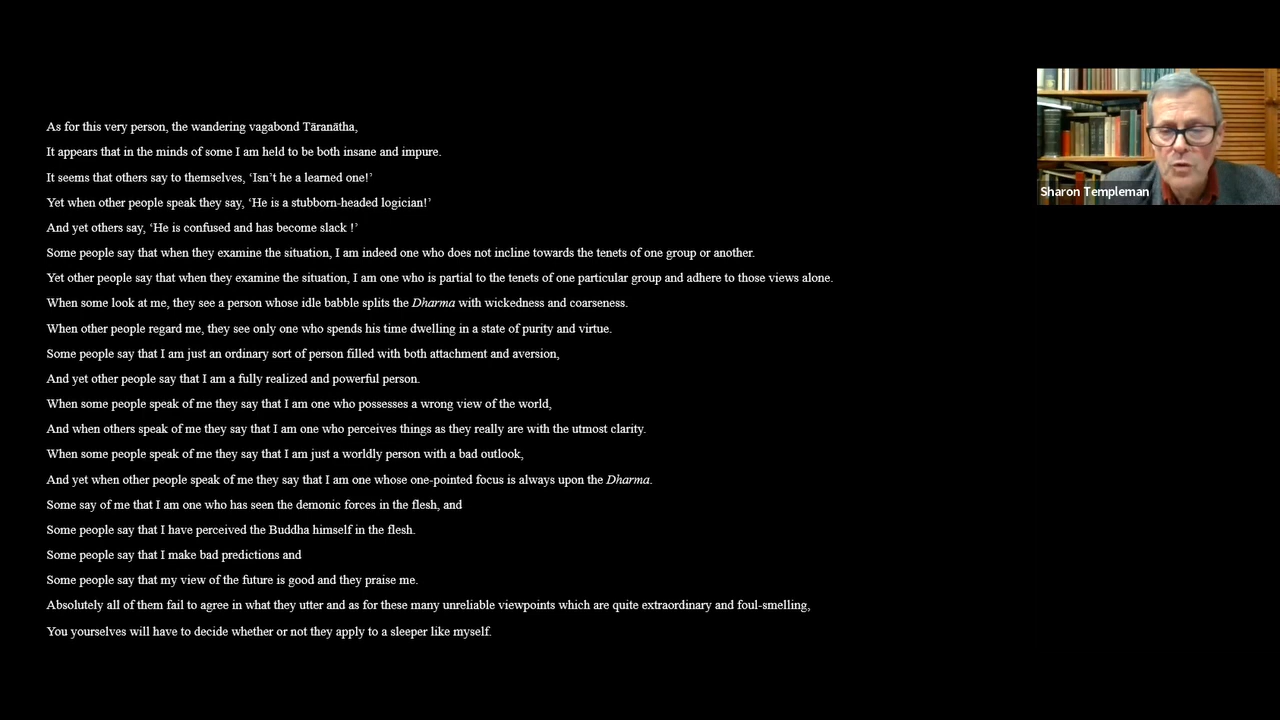 As for this very person, the wandering vagabond Tāranātha,
It appears that in the minds of some I am held to be both insane and impure.
It seems that others say to themselves, ‘Isn’t he a learned one!’
Yet when other people speak they say, ‘He is a stubborn-headed logician!’
And yet others say, ‘He is confused and has become slack !’
Some people say that when they examine the situation, I am indeed one who does not incline towards the tenets of one group or another.
Yet other people say that when they examine the situation, I am one who is partial to the tenets of one particular group and adhere to those views alone.
When some look at me, they see a person whose idle babble splits the Dharma with wickedness and coarseness.
When other people regard me, they see only one who spends his time dwelling in a state of purity and virtue.
Some people say that I am just an ordinary sort of person filled with both attachment and aversion,
And yet other people say that I am a fully realized and powerful person.
When some people speak of me they say that I am one who possesses a wrong view of the world,
And when others speak of me they say that I am one who perceives things as they really are with the utmost clarity.
When some people speak of me they say that I am just a worldly person with a bad outlook,
And yet when other people speak of me they say that I am one whose one-pointed focus is always upon the Dharma.
Some say of me that I am one who has seen the demonic forces in the flesh, and
Some people say that I have perceived the Buddha himself in the flesh.
Some people say that I make bad predictions and
Some people say that my view of the future is good and they praise me.
Absolutely all of them fail to agree in what they utter and as for these many unreliable viewpoints which are quite extraordinary and foul-smelling,
You yourselves will have to decide whether or not they apply to a sleeper like myself.
Sharon Templeman